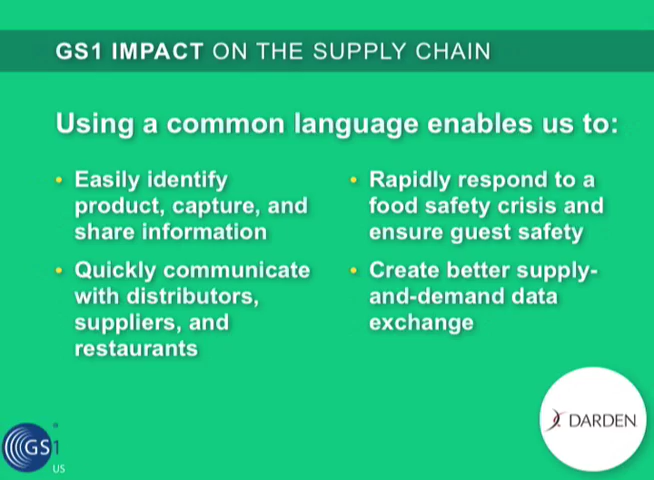 GS1 IMPACT ON THE SUPPLY CHAIN
Using a common language enables us to:
• Easily identify
product, capture, and
share information
• Quickly communicate
with distributors,
suppliers, and
restaurants
• Rapidly respond to a
food safety crisis and
ensure guest safety
• Create better supply-
and-demand data
exchange
GS1
®
US
DARDEN